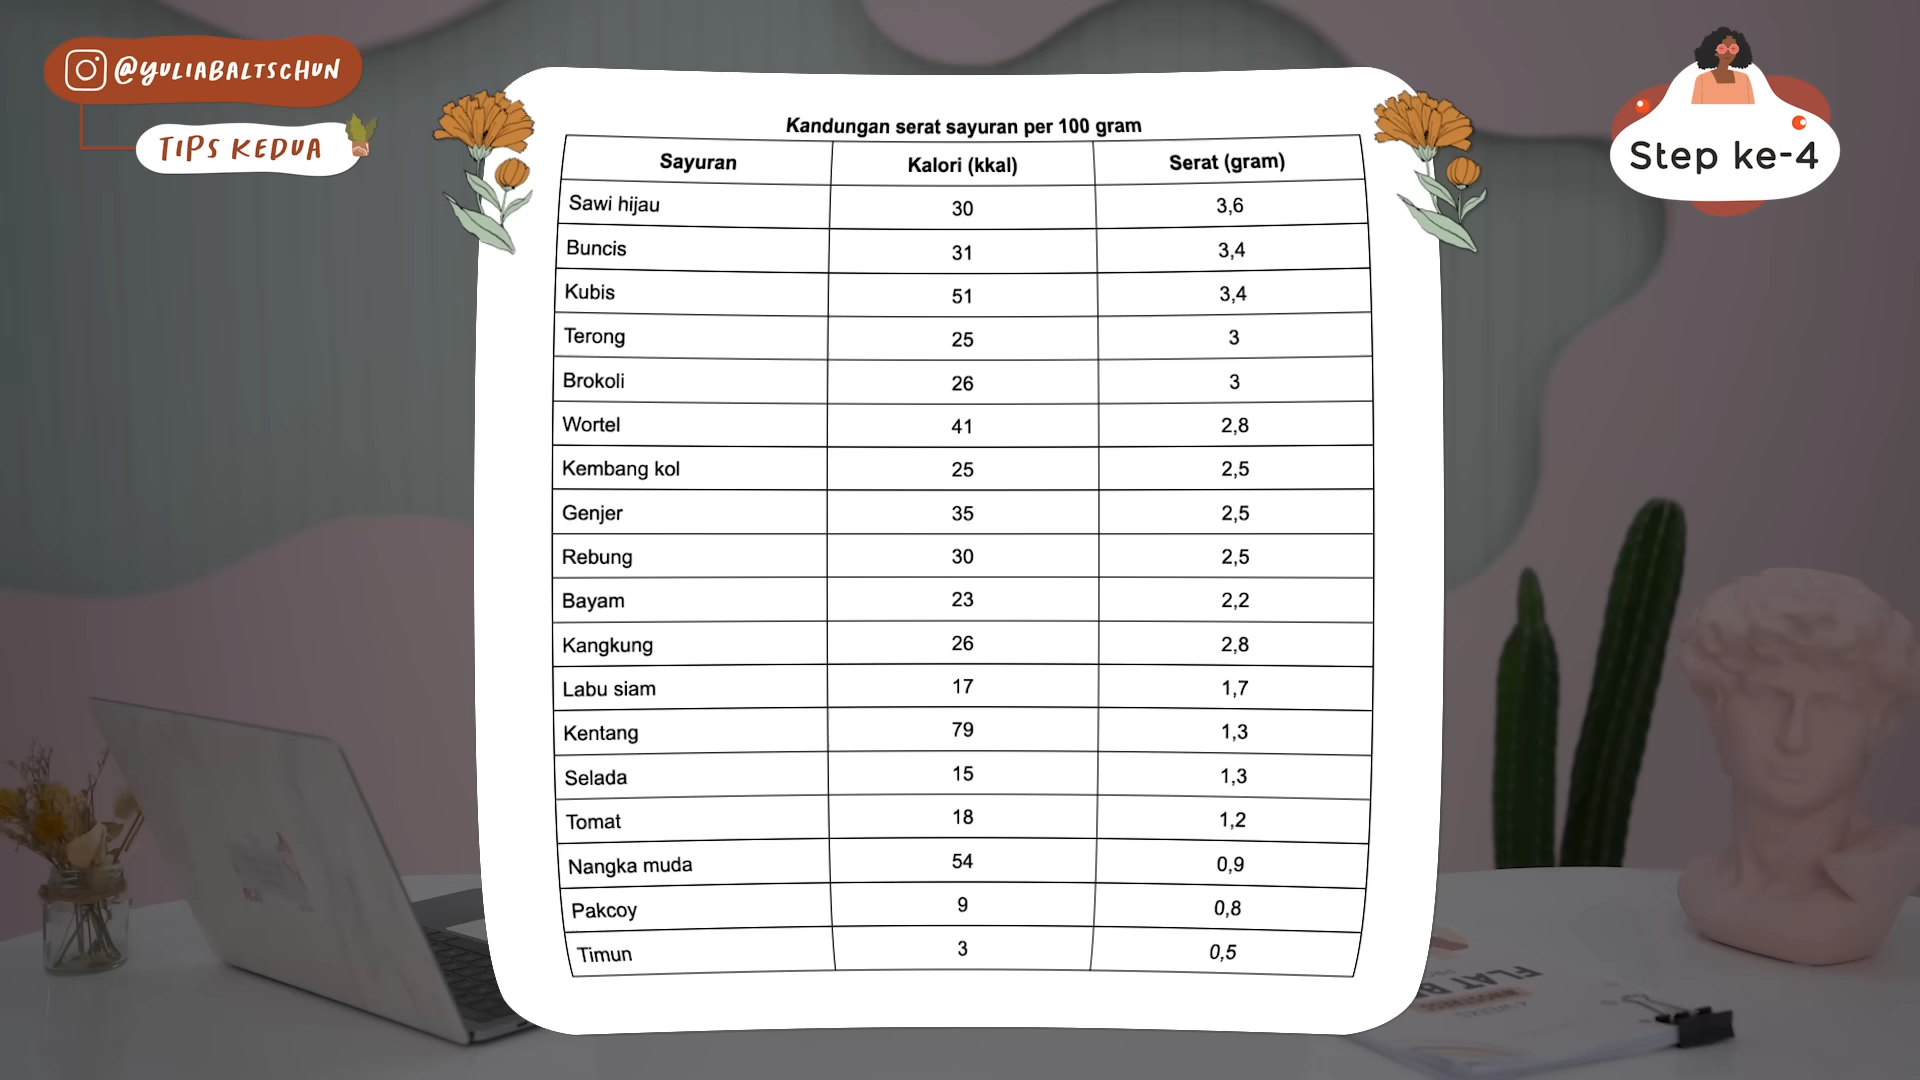 @YULIABALTSCHUN
TIPS KEDUA
Step ke-4
Kandungan serat sayuran per 100 gram
Sayuran Kalori (kkal) Serat (gram)
Sawi hijau 30 3,6
Buncis 31 3,4
Kubis 51 3,4
Terong 25 3
Brokoli 26 3
Wortel 41 2,8
Kembang kol 25 2,5
Genjer 35 2,5
Rebung 30 2,5
Bayam 23 2,2
Kangkung 26 2,8
Labu siam 17 1,7
Kentang 79 1,3
Selada 15 1,3
Tomat 18 1,2
Nangka muda 54 0,9
Pakcoy 9 0,8
Timun 3 0,5